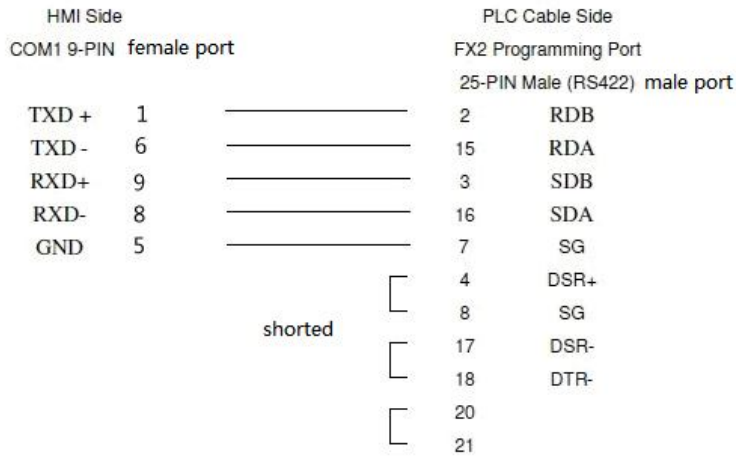 HMI Side PLC Cable Side
COM1 9-PIN female port FX2 Programming Port
25-PIN Male (RS422) male port
TXD + 1 2 RDB
TXD - 6 15 RDA
RXD+ 9 3 SDB
RXD- 8 16 SDA
GND 5 7 SG
4 DSR+
shorted 8 SG
17 DSR-
18 DTR-
20
21